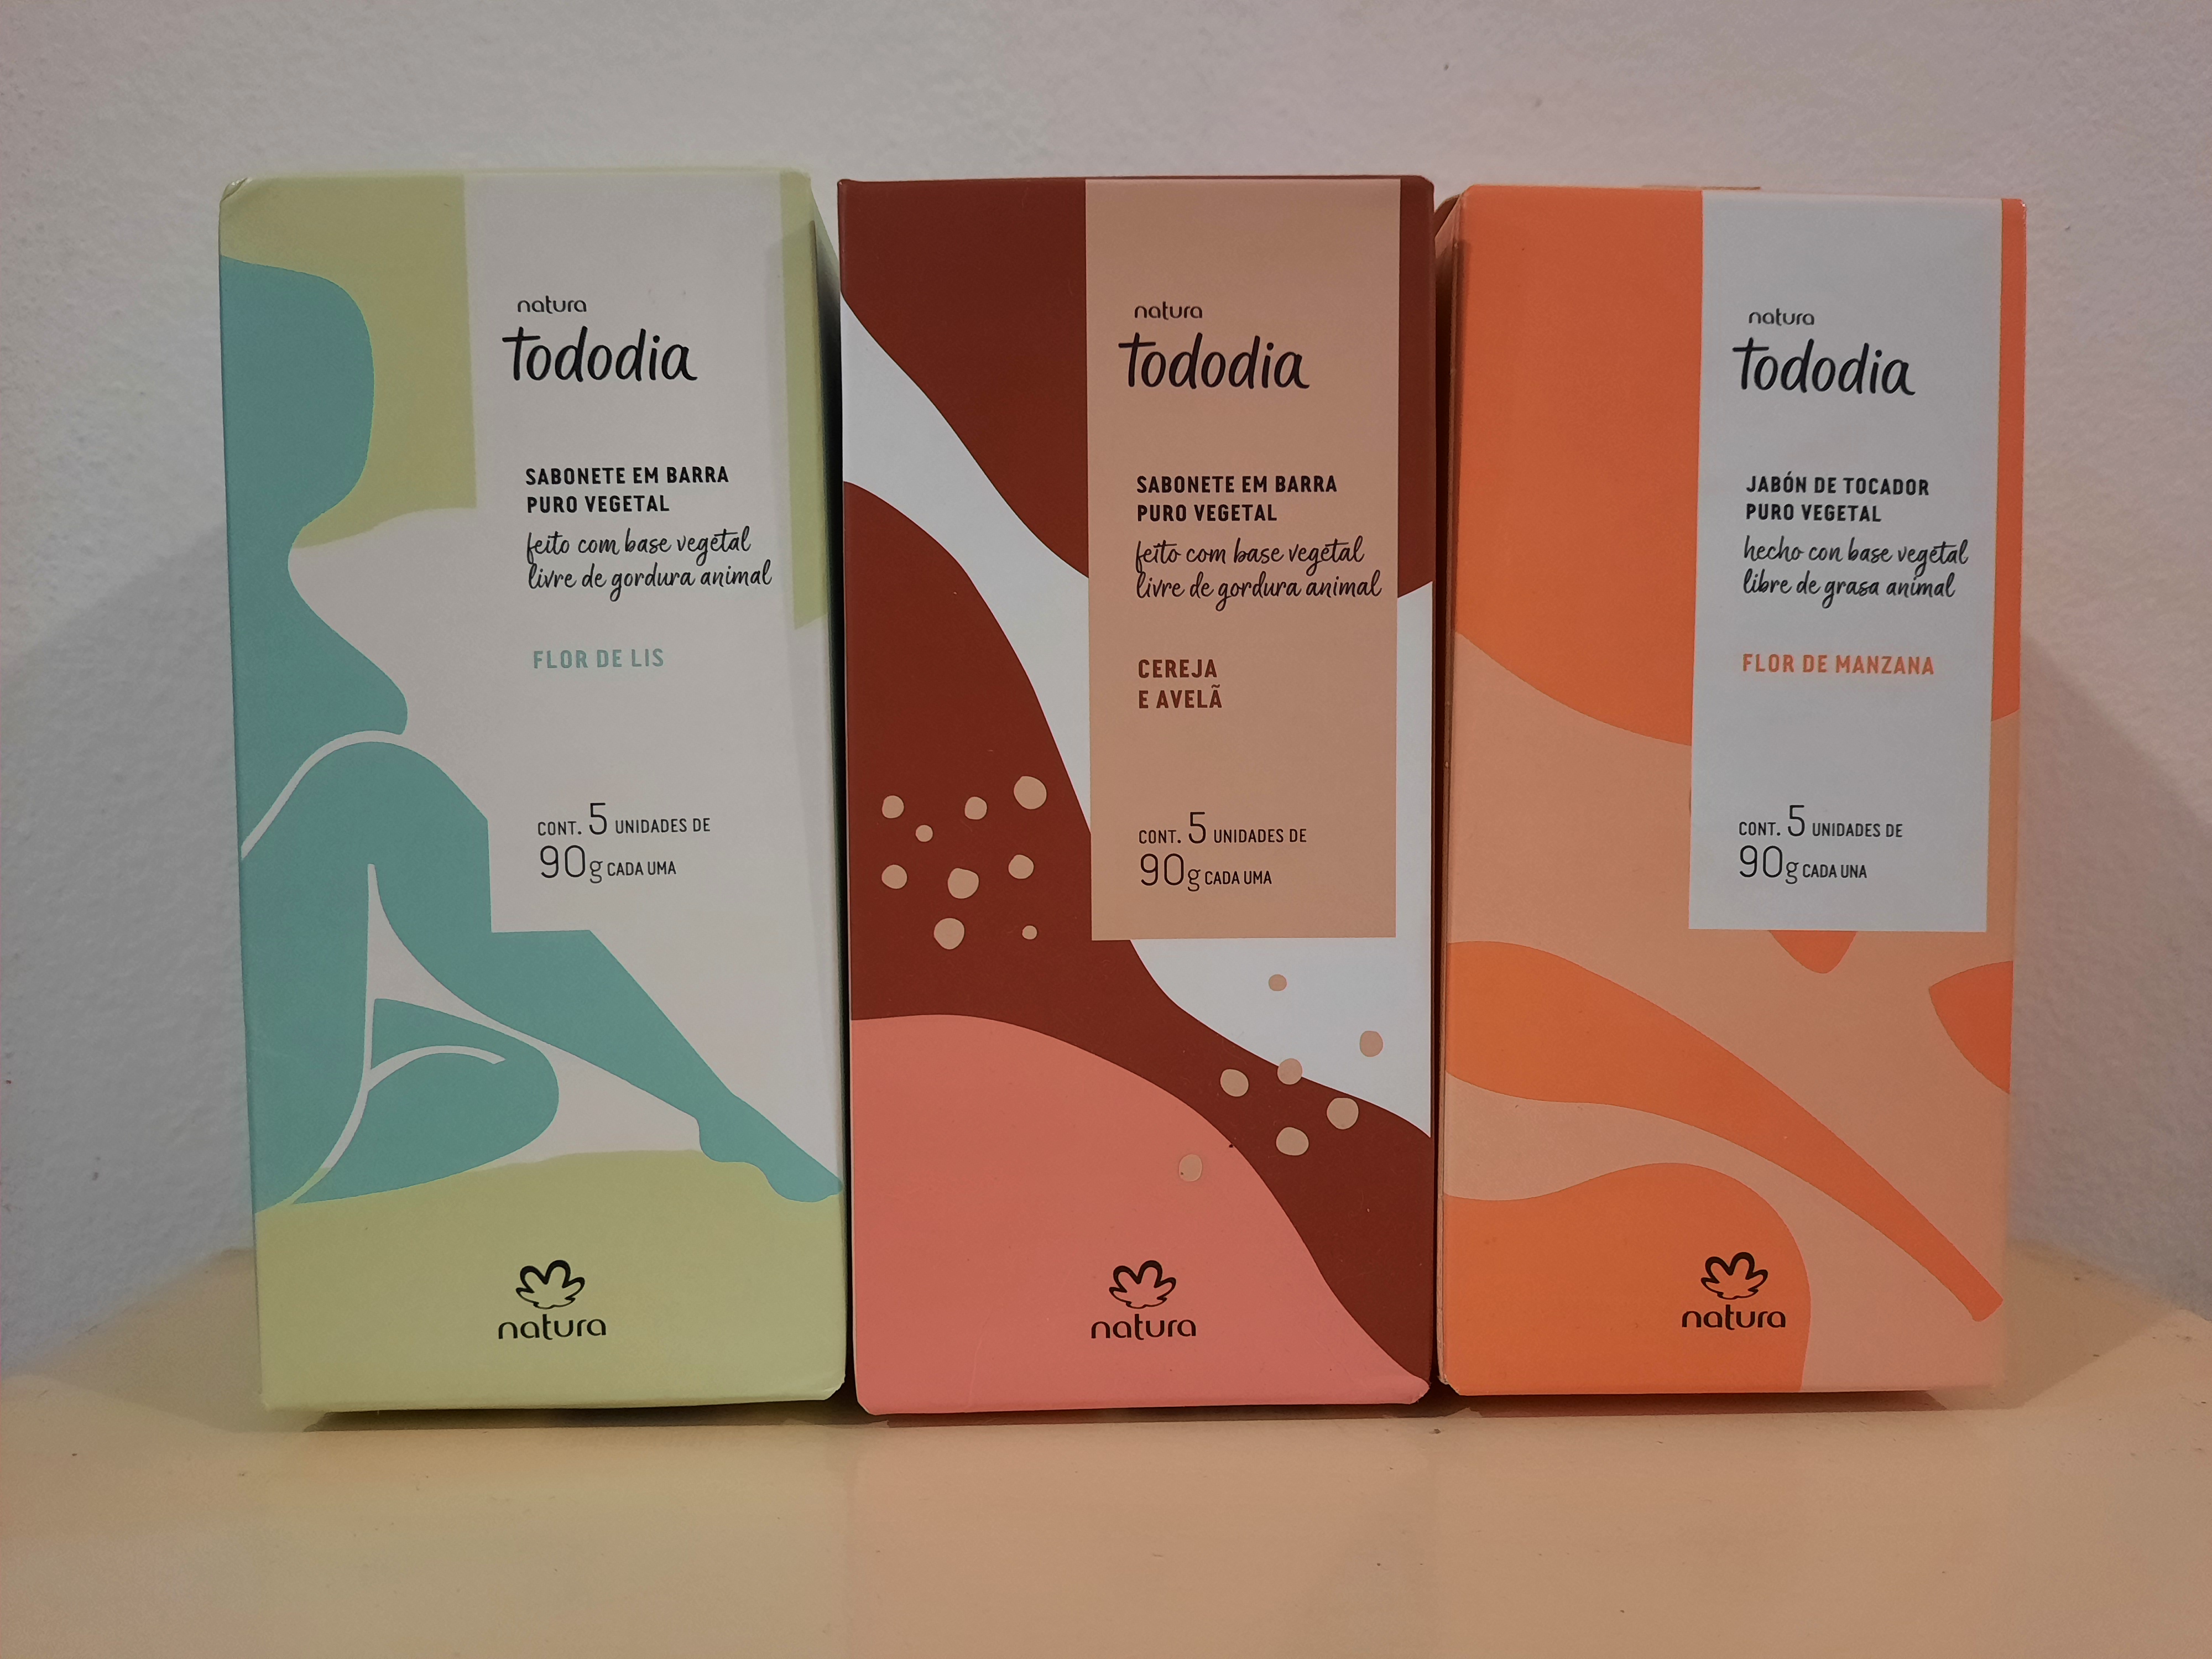 natura
tododia
SABONETE EM BARRA
PURO VEGETAL
feito com base vegetal
livre de gordura animal
FLOR DE LIS
CONT. 5 UNIDADES DE
90g CADA UMA
natura
natura
tododia
SABONETE EM BARRA
PURO VEGETAL
feito com base vegetal
livre de gordura animal
CEREJA
E AVELÃ
CONT. 5 UNIDADES DE
90g CADA UMA
natura
natura
tododia
JABÓN DE TOCADOR
PURO VEGETAL
hecho con base vegetal
libre de grasa animal
FLOR DE MANZANA
CONT. 5 UNIDADES DE
90g CADA UNA
natura